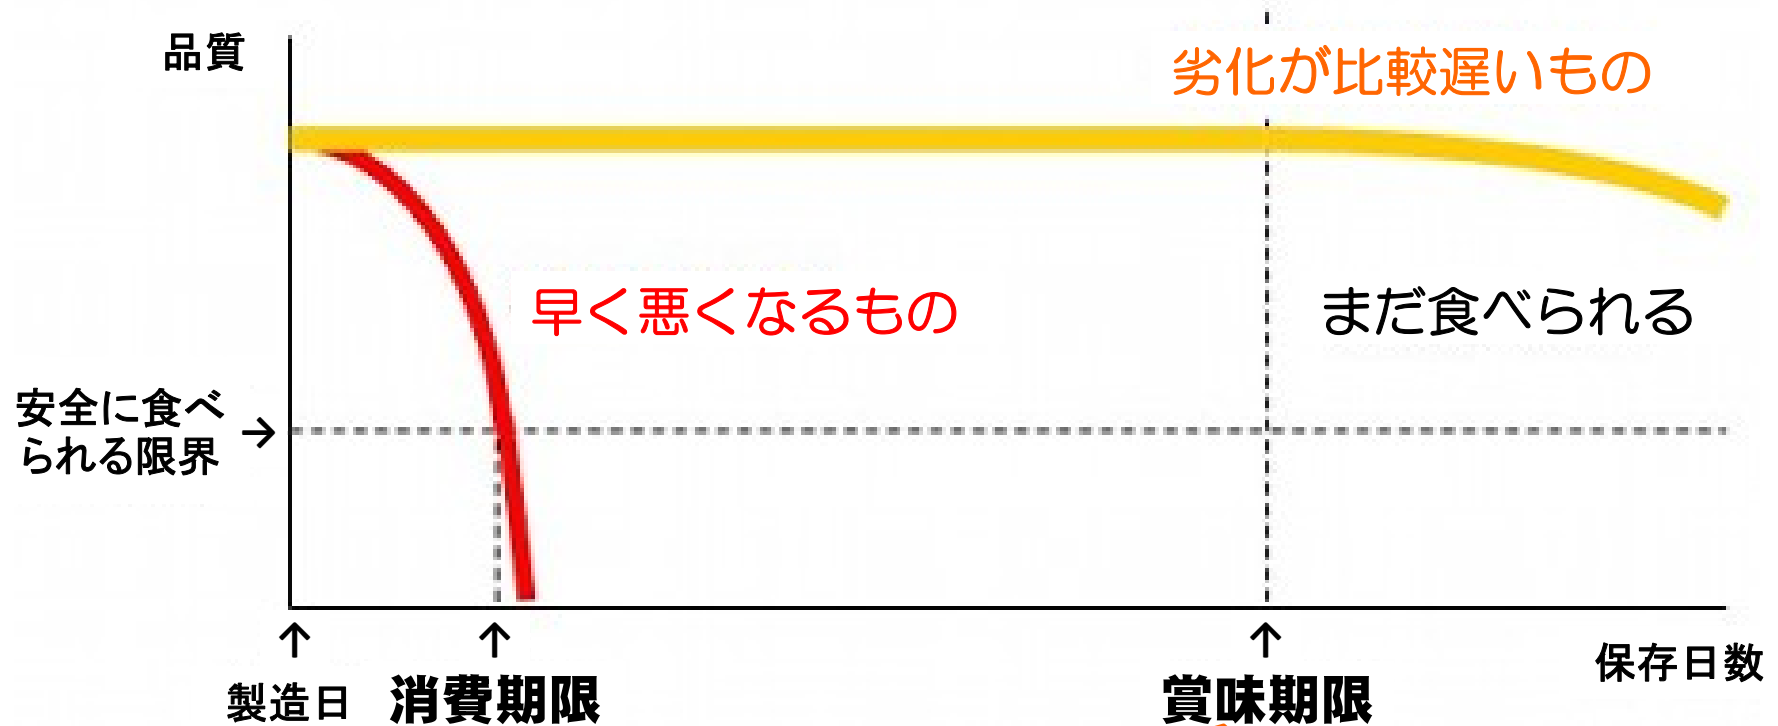 品質
劣化が比較遅いもの
早く悪くなるもの
まだ食べられる
安全に食べ
られる限界
→
↑
↑
↑
製造日
消費期限
賞味期限
保存日数